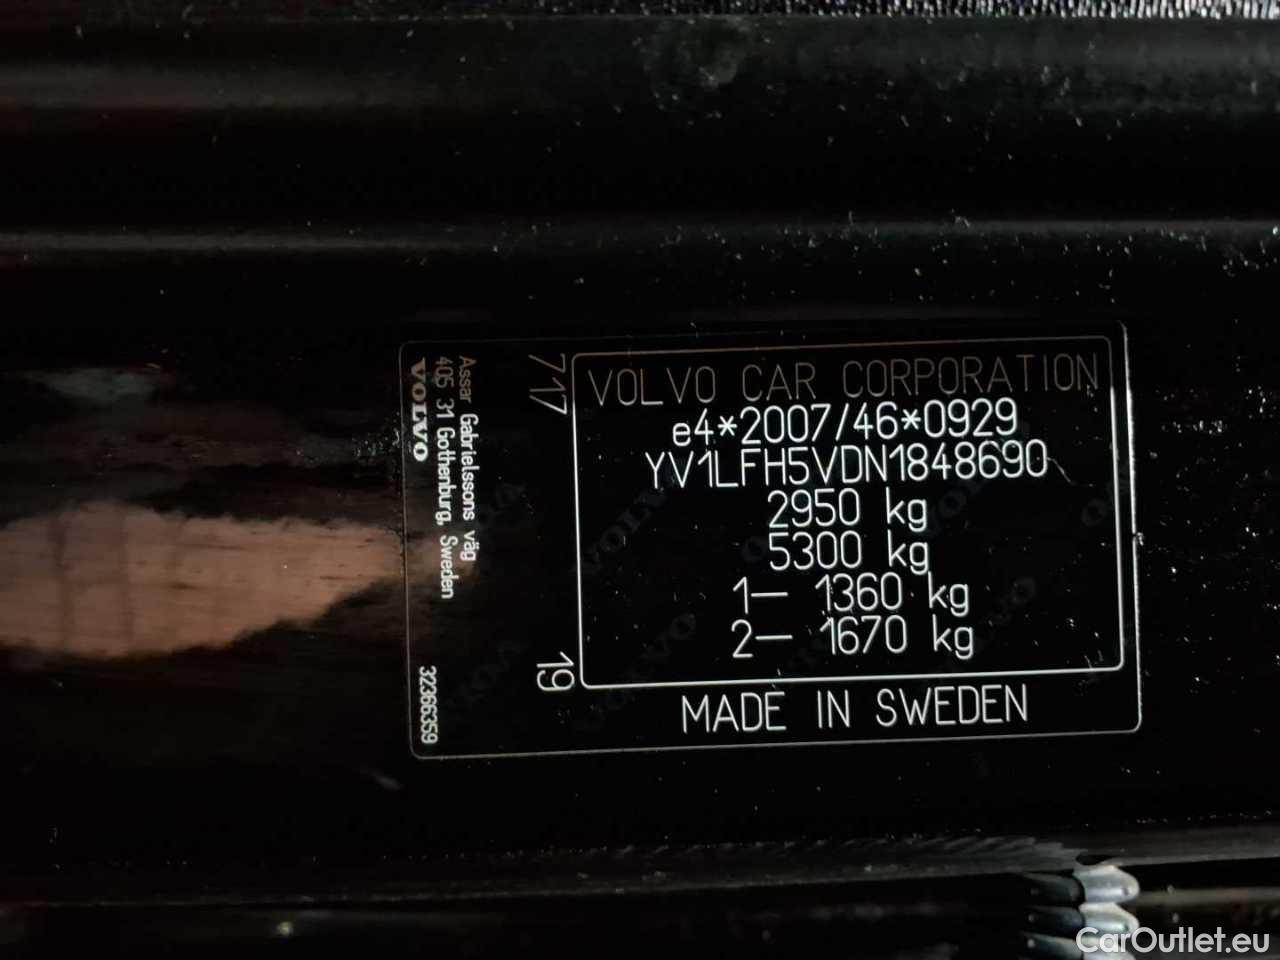 VOLVO CAR CORPORATION
e4*2007/46*0929
YV1LFH5VDN1848690
2950 kg
5300 kg
1— 1360 kg
2— 1670 kg
MADE IN SWEDEN
717
19
Assar Gabrielssons väg
405 31 Gothenburg, Sweden
VOLVO
32366359
CarOutlet.eu